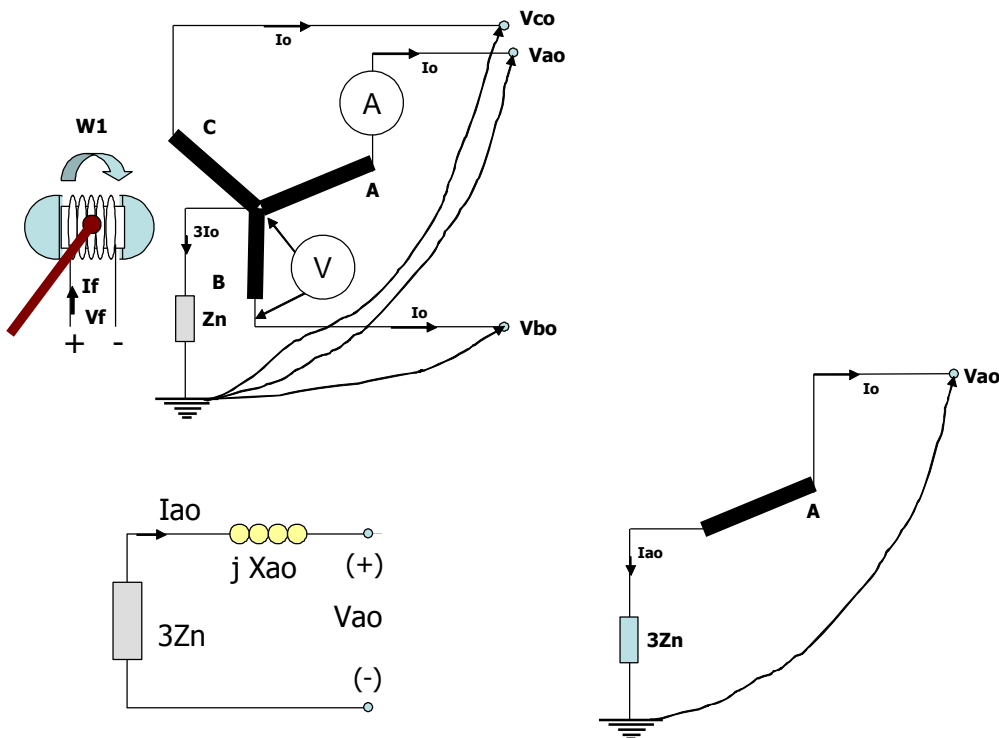 Vco
Io
Vao
Io
A
W1
C
A
3Io
V
B
If
Zn
Io
Vf
Vbo
+ -
Vao
Io
Iao
A
(+)
j Xao
Iao
Vao
3Zn
3Zn
(-)